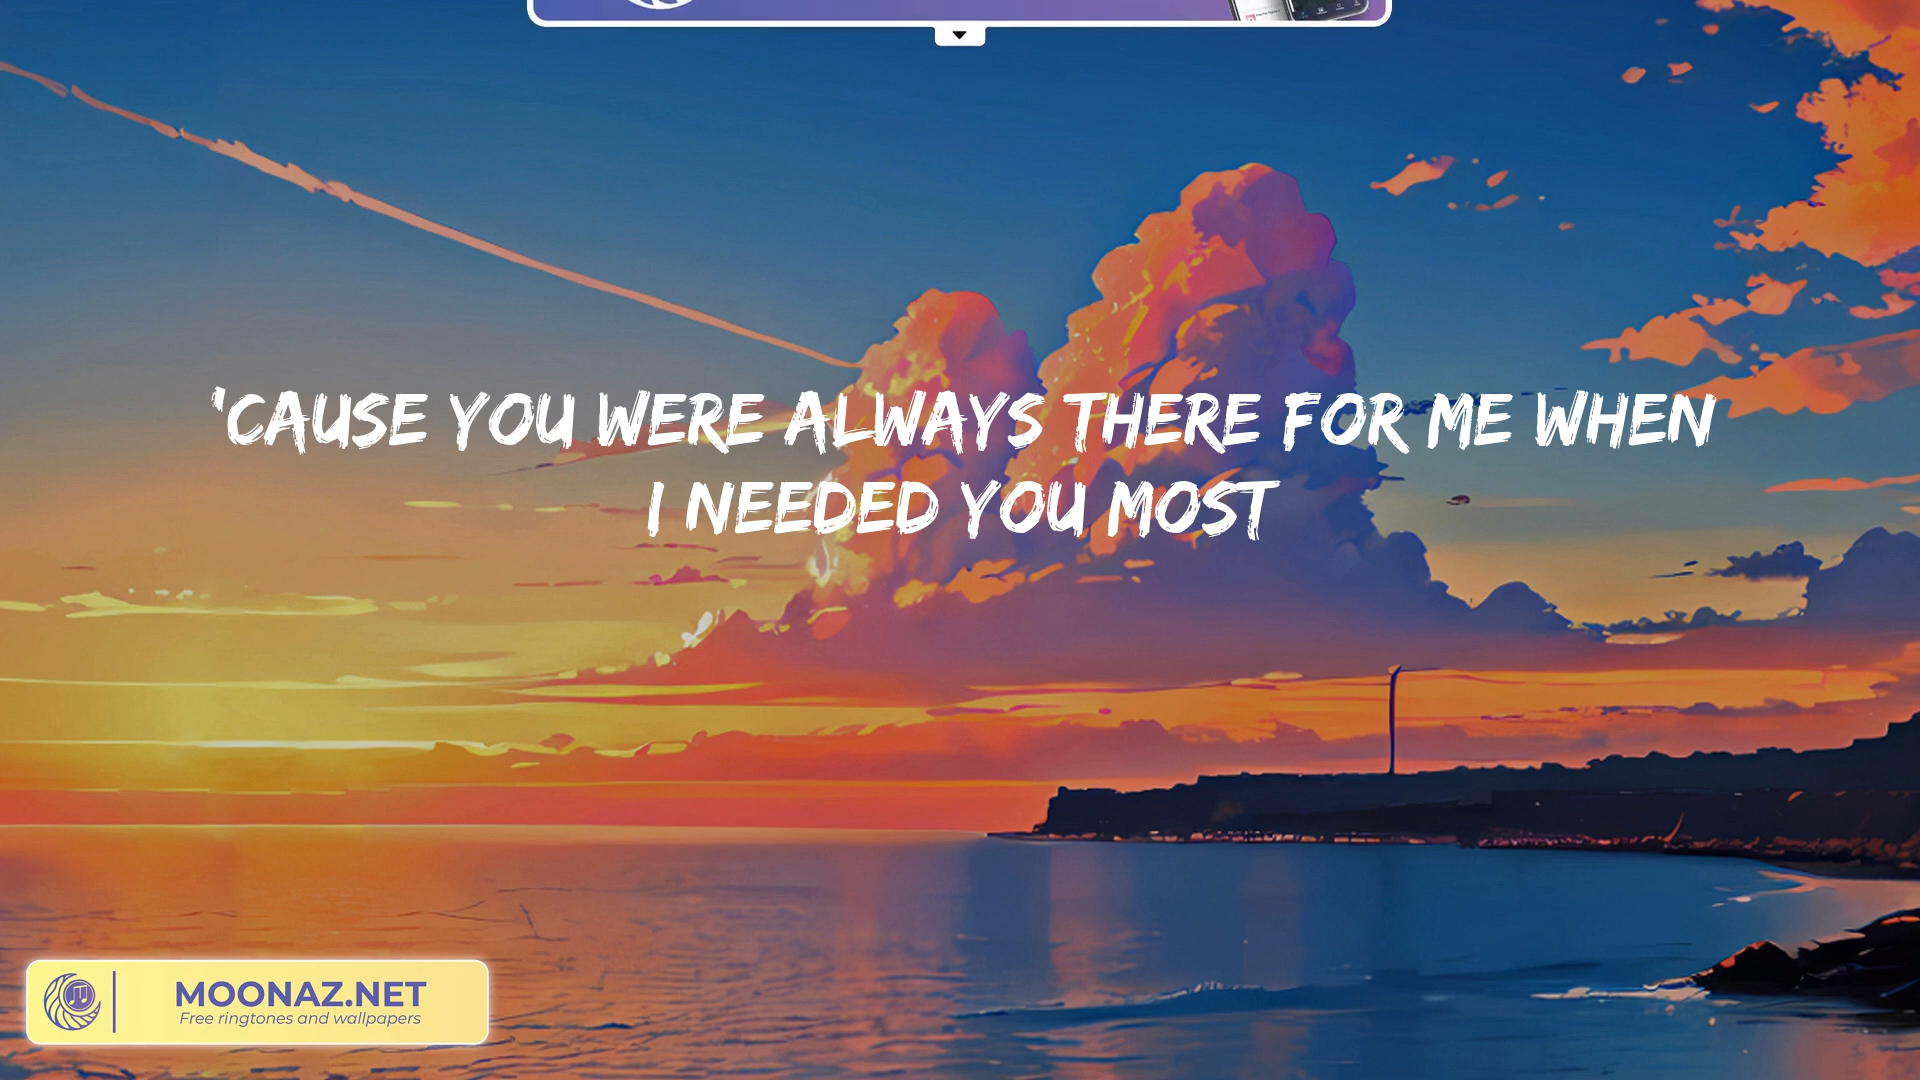 'CAUSE YOU WERE ALWAYS THERE FOR ME WHEN
I NEEDED YOU MOST
MOONAZ.NET
Free ringtones and wallpapers